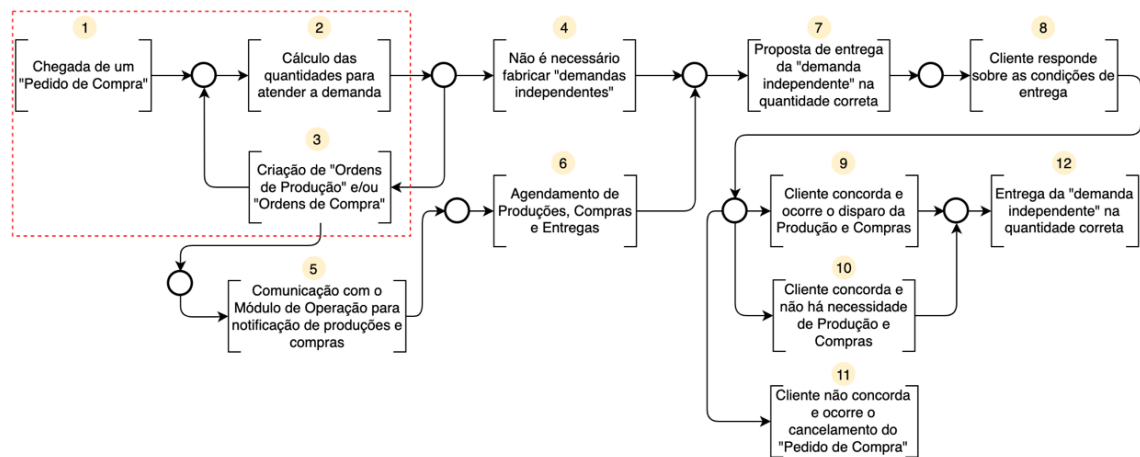 1
Chegada de um
"Pedido de Compra"
2
Cálculo das
quantidades para
atender a demanda
3
Criação de "Ordens
de Produção" e/ou
"Ordens de Compra"
4
Não é necessário
fabricar "demandas
independentes"
5
Comunicação com o
Módulo de Operação para
notificação de produções e
compras
6
Agendamento de
Produções, Compras
e Entregas
7
Proposta de entrega
da "demanda
independente" na
quantidade correta
8
Cliente responde
sobre as condições de
entrega
9
Cliente concorda e
ocorre o disparo da
Produção e Compras
10
Cliente concorda e
não há necessidade
de Produção e
Compras
11
Cliente não concorda
e ocorre o
cancelamento do
"Pedido de Compra"
12
Entrega da "demanda
independente" na
quantidade correta